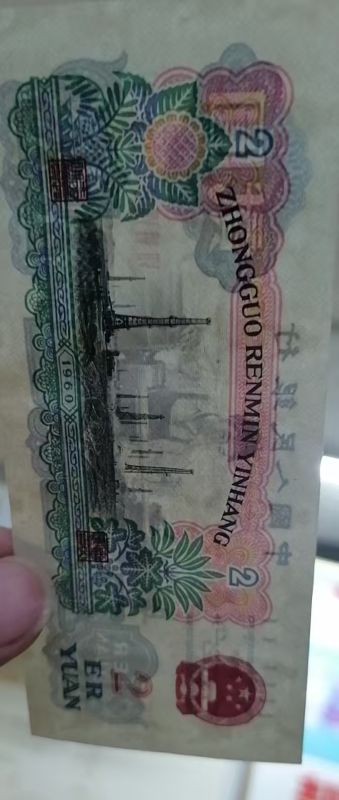 2
ZHONGGUO RENMIN YINHANG
2
1960
2
ER
YUAN